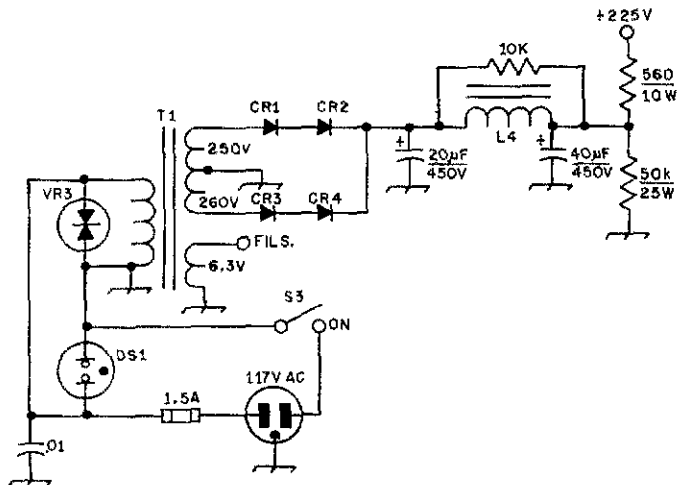 +225V
10K
560
10W
T1
CR1
CR2
250V
L4
+
20µF
450V
+
40µF
450V
50k
25W
VR3
260V
CR3
CR4
FILS.
6.3V
S3
ON
DS1
117V AC
1.5A
.01